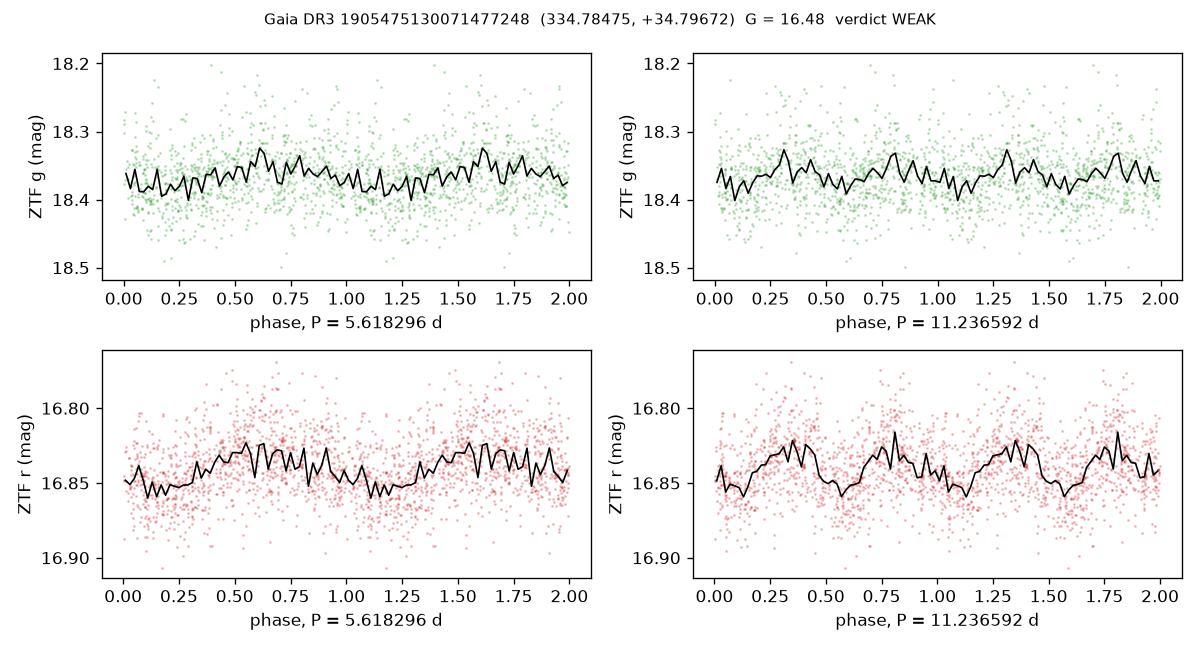 Gaia DR3 1905475130071477248 (334.78475, +34.79672) G = 16.48 verdict WEAK
ZTF g (mag)
18.2
18.3
18.4
18.5
0.00 0.25 0.50 0.75 1.00 1.25 1.50 1.75 2.00
phase, P = 5.618296 d
ZTF g (mag)
18.2
18.3
18.4
18.5
0.00 0.25 0.50 0.75 1.00 1.25 1.50 1.75 2.00
phase, P = 11.236592 d
ZTF r (mag)
16.80
16.85
16.90
0.00 0.25 0.50 0.75 1.00 1.25 1.50 1.75 2.00
phase, P = 5.618296 d
ZTF r (mag)
16.80
16.85
16.90
0.00 0.25 0.50 0.75 1.00 1.25 1.50 1.75 2.00
phase, P = 11.236592 d